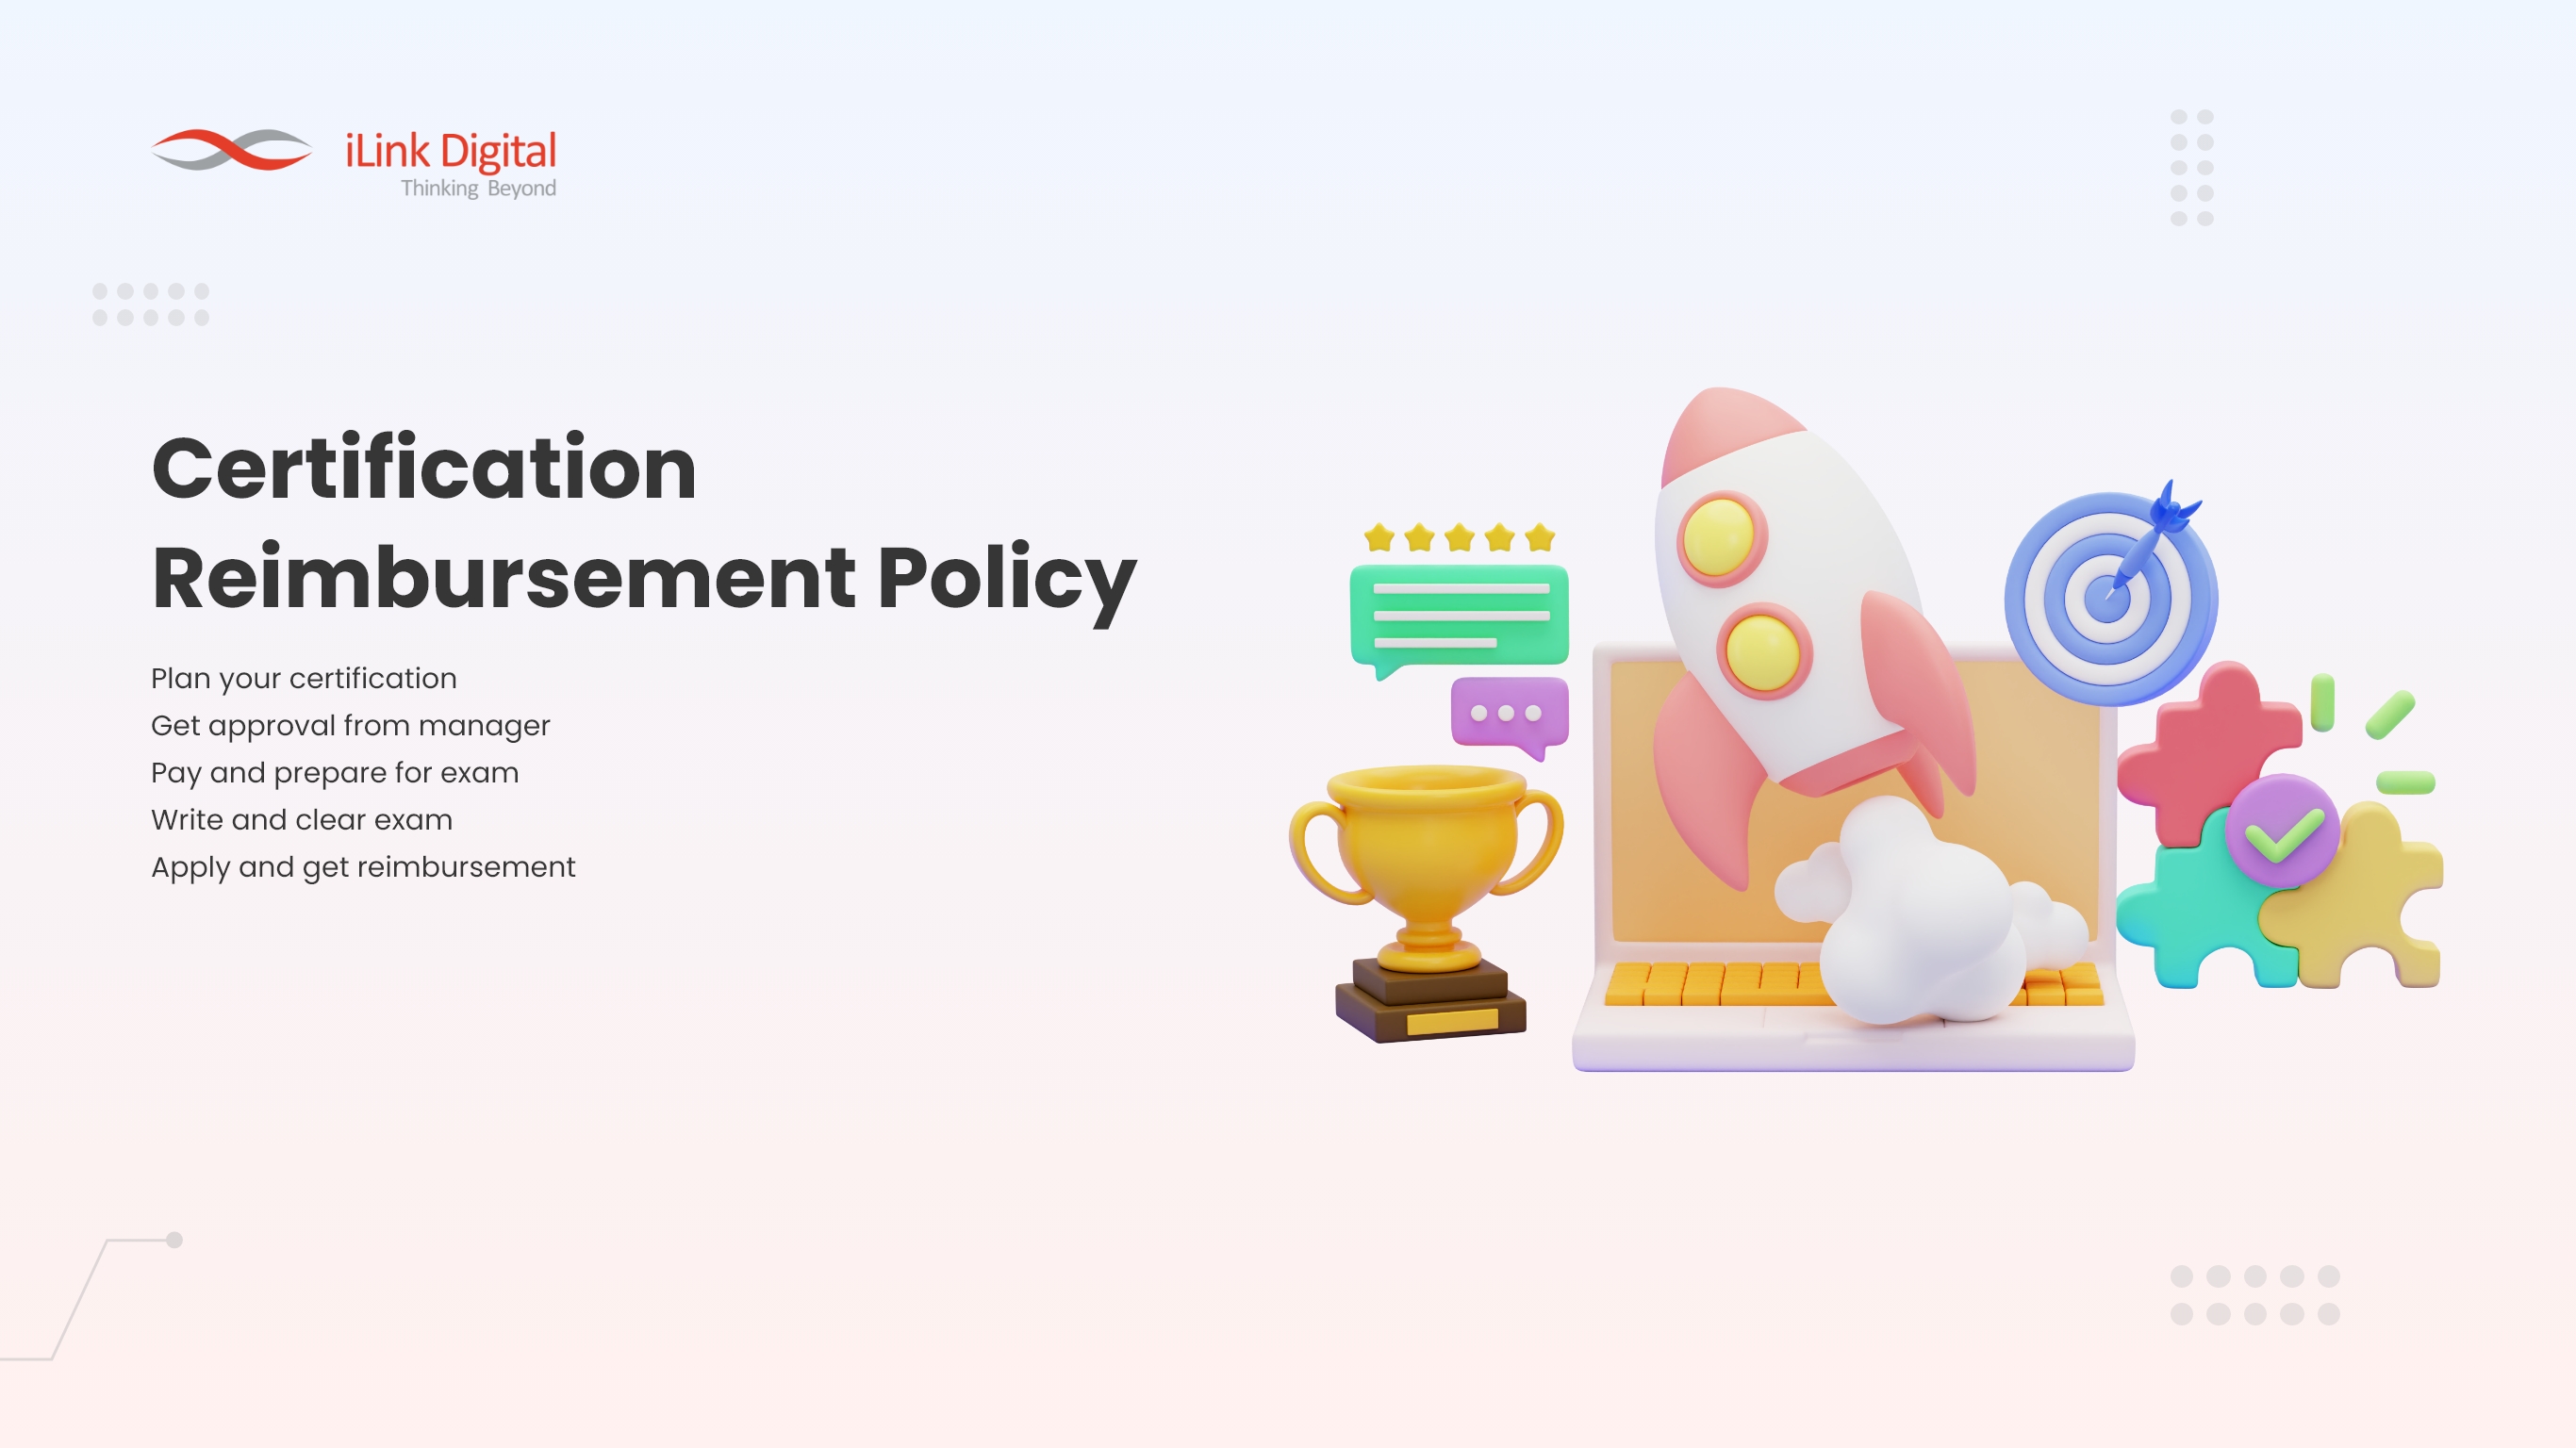 iLink Digital
Thinking Beyond
Certification
Reimbursement Policy
Plan your certification
Get approval from manager
Pay and prepare for exam
Write and clear exam
Apply and get reimbursement